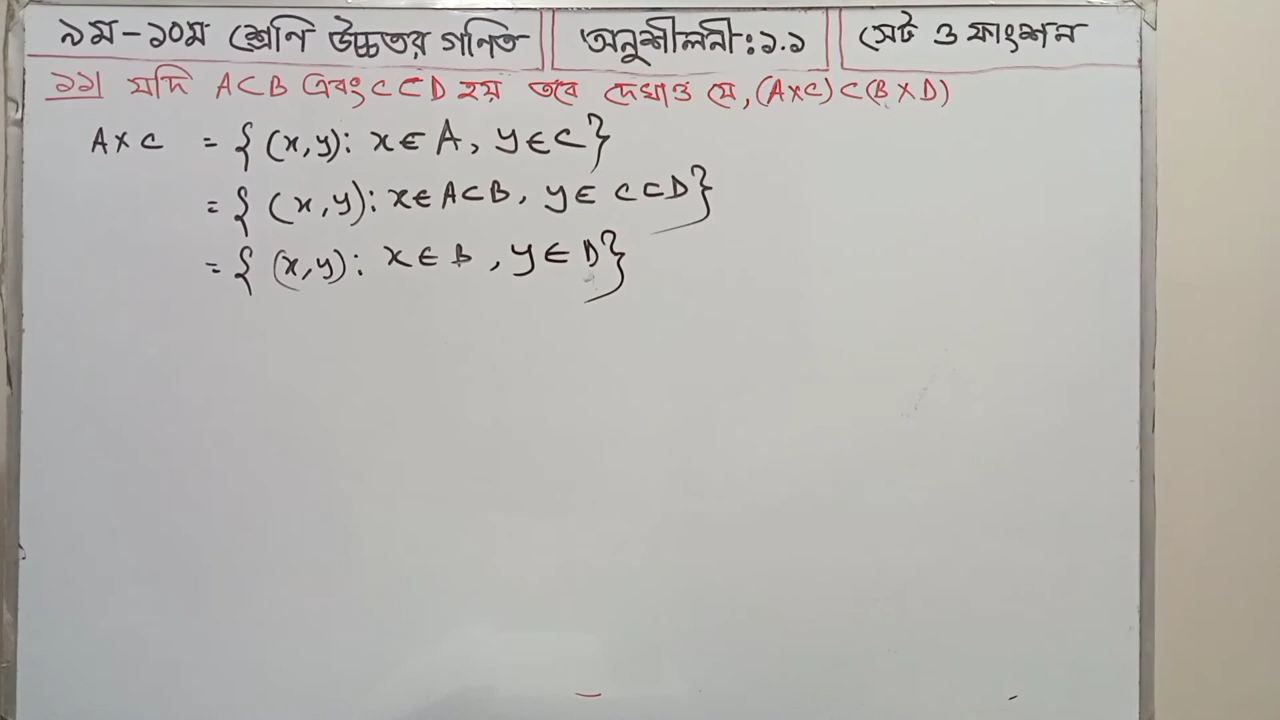 ৯ম-১০ম শ্রেণি উচ্চতর গণিত || অনুশীলনী: ১.১ || সেট ও ফাংশন
১১। যদি A⊂B এবং C⊂D হয় তবে দেখাও যে, (A×C)⊂(B×D)
A×C = {(x,y): x∈A, y∈C}
= {(x,y): x∈A⊂B, y∈C⊂D}
= {(x,y): x∈B, y∈D}